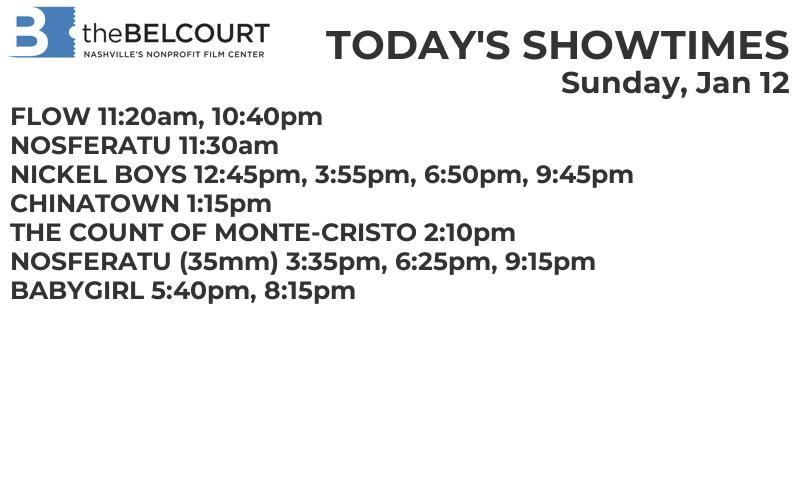 B theBELCOURT
NASHVILLE'S NONPROFIT FILM CENTER
TODAY'S SHOWTIMES
Sunday, Jan 12
FLOW 11:20am, 10:40pm
NOSFERATU 11:30am
NICKEL BOYS 12:45pm, 3:55pm, 6:50pm, 9:45pm
CHINATOWN 1:15pm
THE COUNT OF MONTE-CRISTO 2:10pm
NOSFERATU (35mm) 3:35pm, 6:25pm, 9:15pm
BABYGIRL 5:40pm, 8:15pm